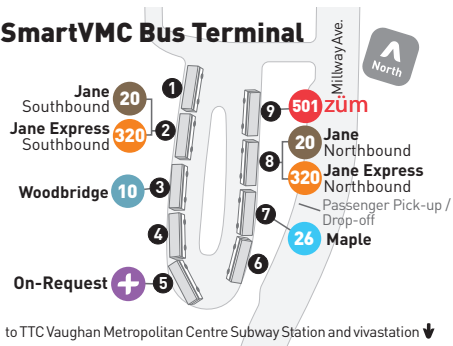 SmartVMC Bus Terminal
Millway Ave.
North
1
Jane
Southbound
20
Jane Express
Southbound
320
2
Woodbridge
10
3
4
On-Request
+
5
9
501
züm
8
20
Jane
Northbound
320
Jane Express
Northbound
Passenger Pick-up /
Drop-off
7
26
Maple
6
to TTC Vaughan Metropolitan Centre Subway Station and vivastation